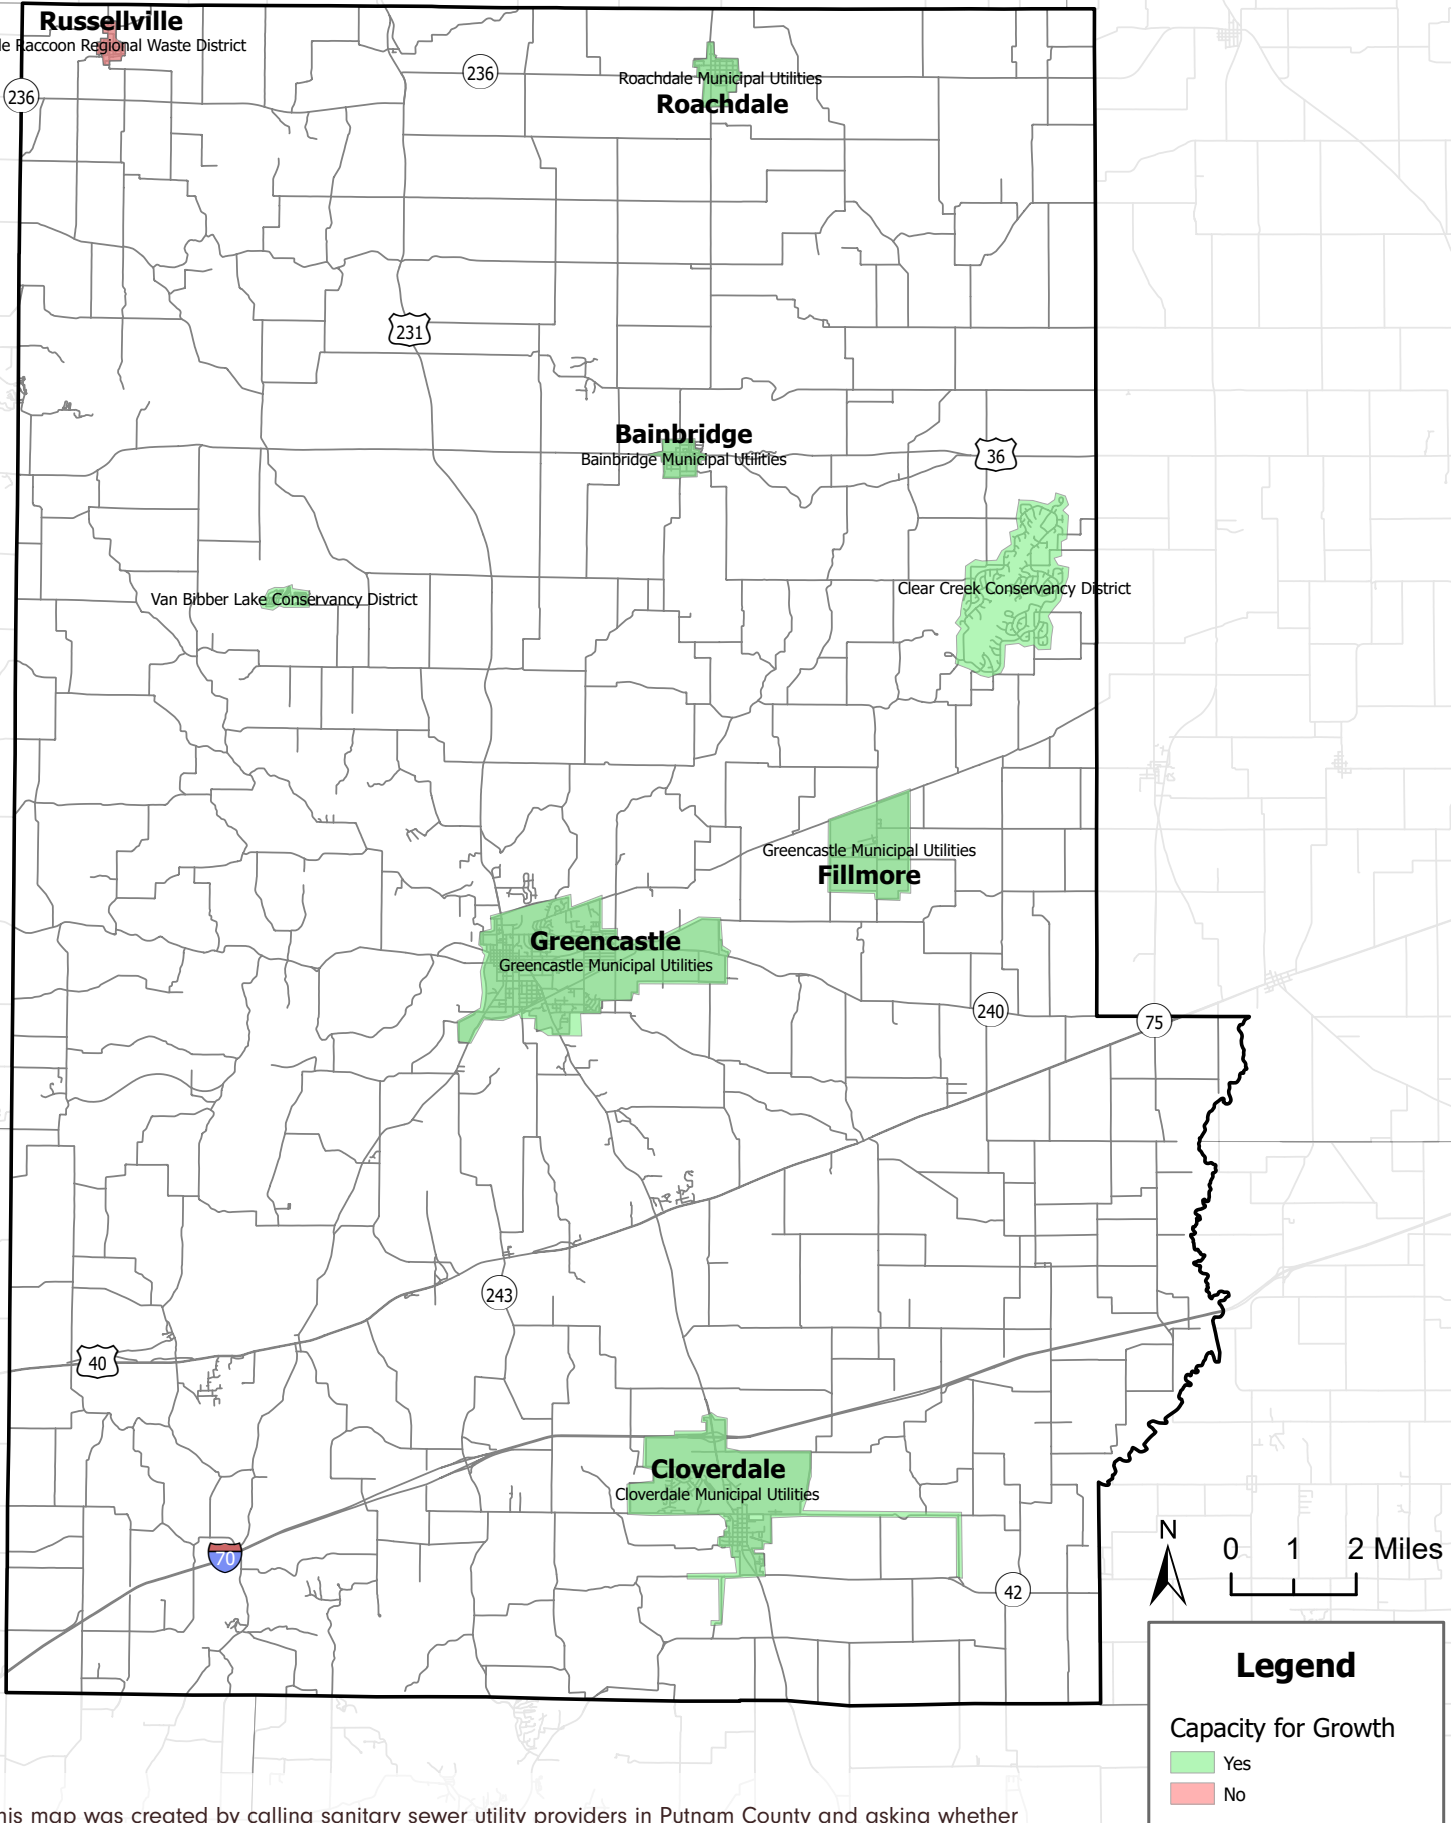 Russellville
Raccoon Regional Waste District
236
236
Roachdale Municipal Utilities
Roachdale
231
Bainbridge
Bainbridge Municipal Utilities
36
Van Bibber Lake Conservancy District
Clear Creek Conservancy District
Greencastle Municipal Utilities
Fillmore
Greencastle
Greencastle Municipal Utilities
240
75
243
40
Cloverdale
Cloverdale Municipal Utilities
70
42
N
0 1 2 Miles
Legend
Capacity for Growth
Yes
No
map was created by calling sanitary sewer utility providers in Putnam County and asking whether